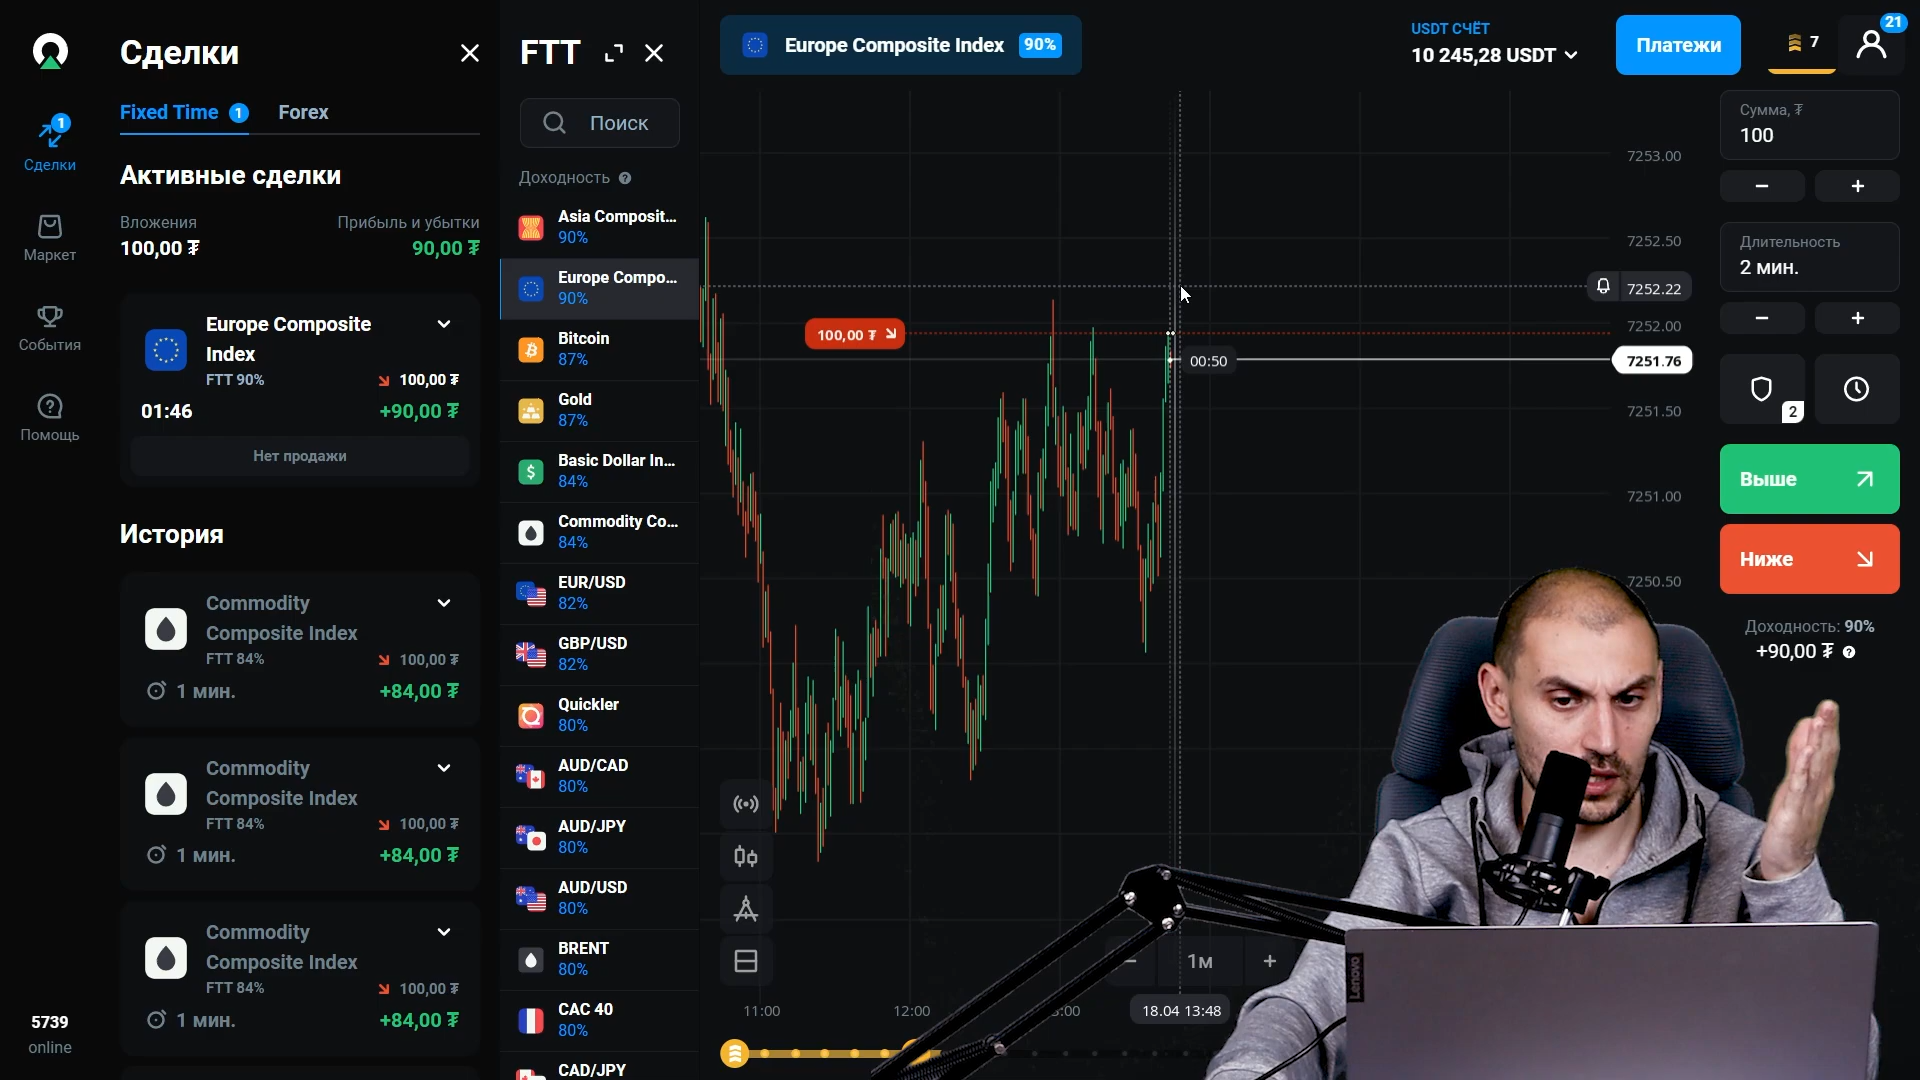 1
Сделки
Маркет
События
Помощь
5739
online
Сделки
Fixed Time 1
Forex
Активные сделки
Вложения
Прибыль и убытки
100,00 ₮
90,00 ₮
Europe Composite
Index
FTT 90%
100,00 ₮
01:46
+90,00 ₮
Нет продажи
История
Commodity
Composite Index
FTT 84%
100,00 ₮
1 мин.
+84,00 ₮
Commodity
Composite Index
FTT 84%
100,00 ₮
1 мин.
+84,00 ₮
Commodity
Composite Index
FTT 84%
100,00 ₮
1 мин.
+84,00 ₮
FTT
Поиск
Доходность ?
Asia Composit...
90%
Europe Compo...
90%
Bitcoin
87%
Gold
87%
Basic Dollar In...
84%
Commodity Co...
84%
EUR/USD
82%
GBP/USD
82%
Quickler
80%
AUD/CAD
80%
AUD/JPY
80%
AUD/USD
80%
BRENT
80%
CAC 40
80%
CAD/JPY
Europe Composite Index 90%
USDT СЧЁТ
10 245,28 USDT
Платежи
7
21
7253.00
7252.50
7252.22
7252.00
7251.76
7251.50
7251.00
7250.50
100,00 ₮
00:50
1м
11:00
12:00
18.04 13:48
Сумма, ₮
100
− +
Длительность
2 мин.
− +
2
Выше
Ниже
Доходность: 90%
+90,00 ₮ ?
Lenovo